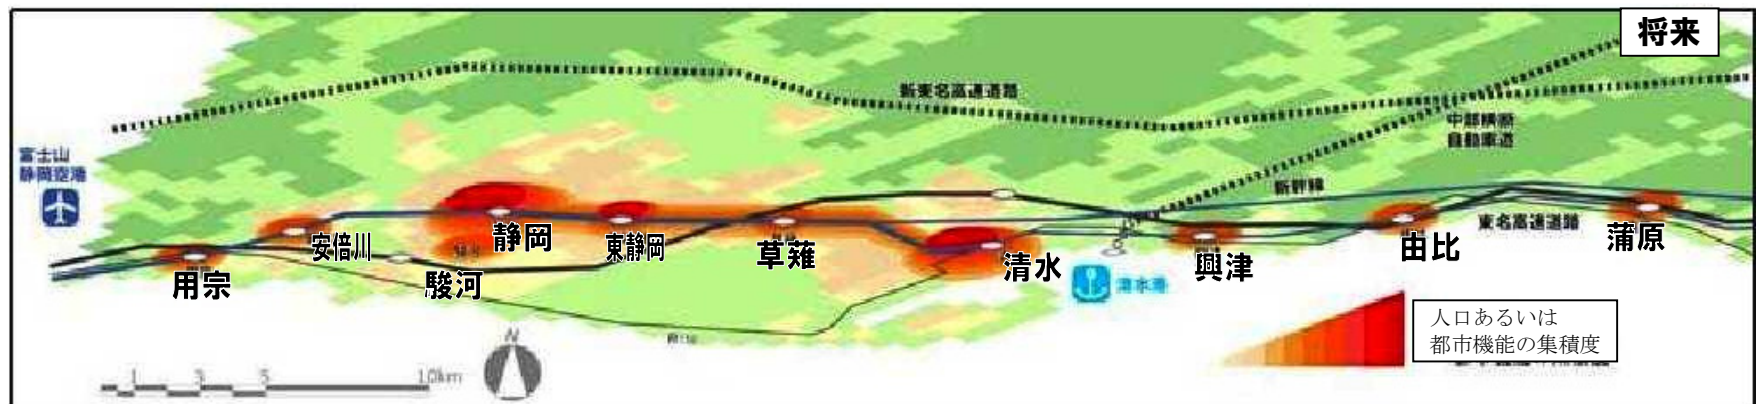 将来
新東名高速道路
中部横断
自動車道
富士山
静岡空港
新幹線
東名高速道路
安倍川
静岡
東静岡
草薙
清水
興津
由比
蒲原
用宗
駿河
清水港
人口あるいは
都市機能の集積度
N
1 3 5 10km